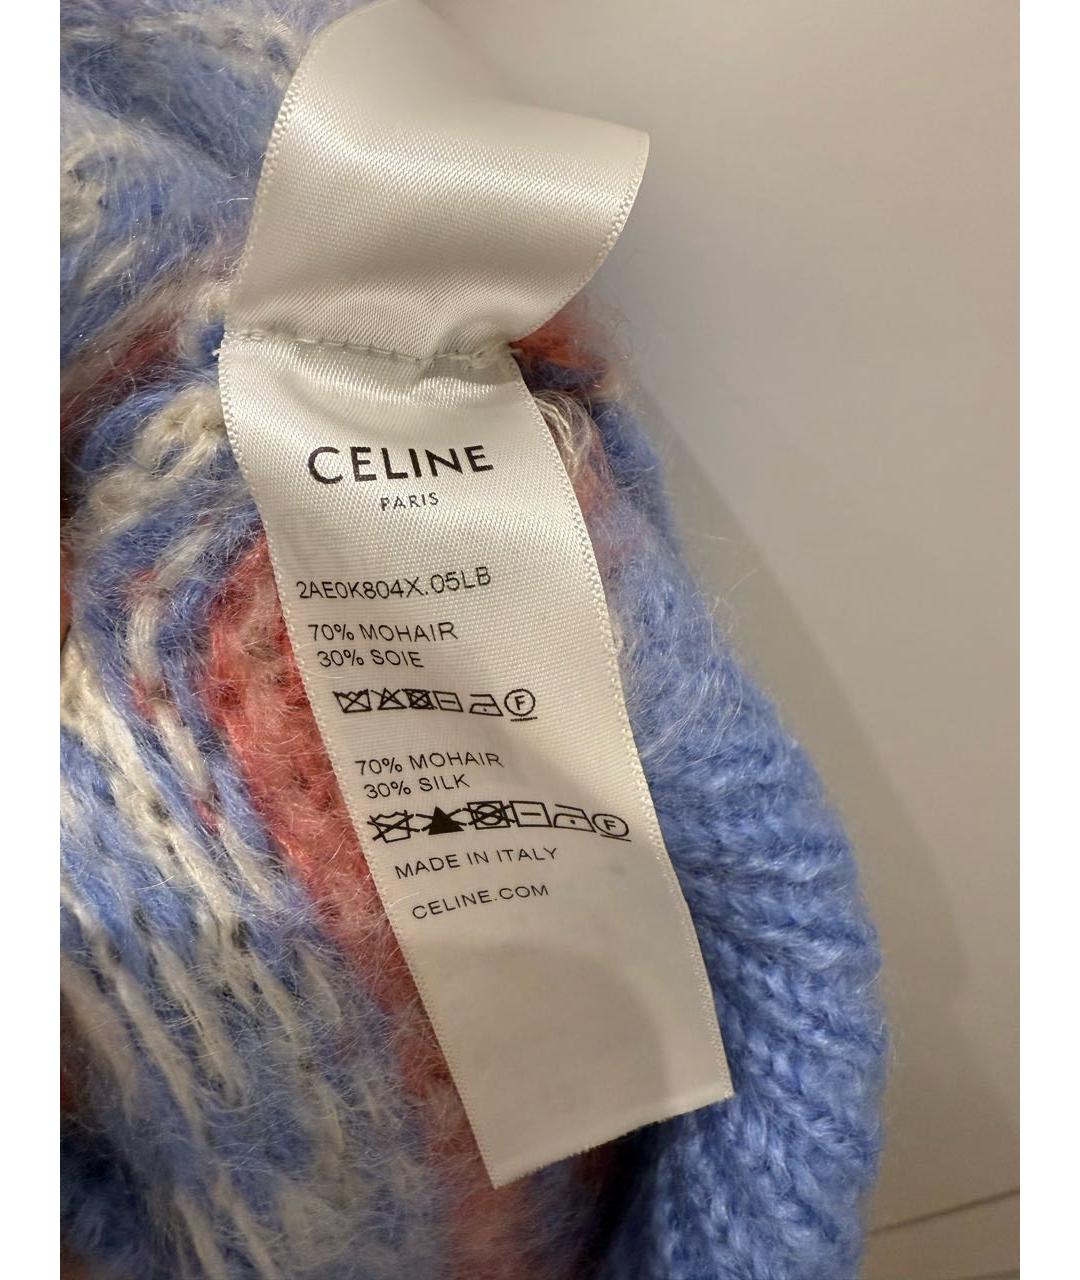 CELINE
PARIS
2AE0K804X.05LB
70% MOHAIR
30% SOIE
F
70% MOHAIR
30% SILK
F
MADE IN ITALY
CELINE.COM